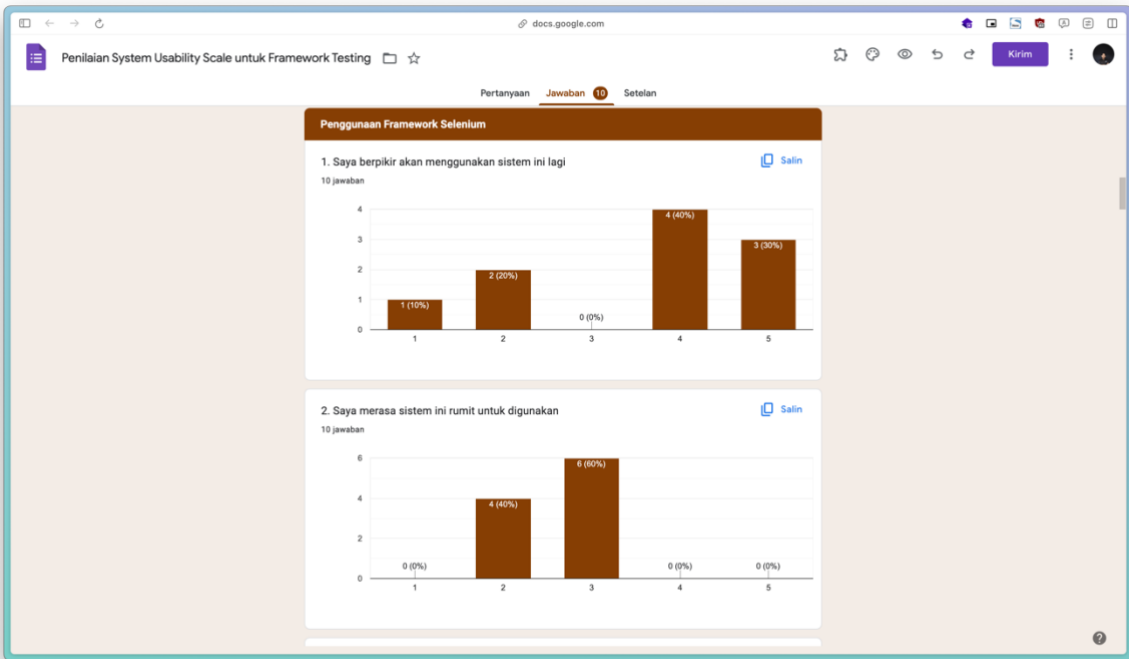 docs.google.com
Penilaian System Usability Scale untuk Framework Testing
Kirim
Pertanyaan Jawaban 10 Setelan
Penggunaan Framework Selenium
1. Saya berpikir akan menggunakan sistem ini lagi
Salin
10 jawaban
4
3
2
1
0
1 (10%)
2 (20%)
0 (0%)
4 (40%)
3 (30%)
1 2 3 4 5
2. Saya merasa sistem ini rumit untuk digunakan
Salin
10 jawaban
6
4
2
0
0 (0%)
4 (40%)
6 (60%)
0 (0%)
0 (0%)
1 2 3 4 5